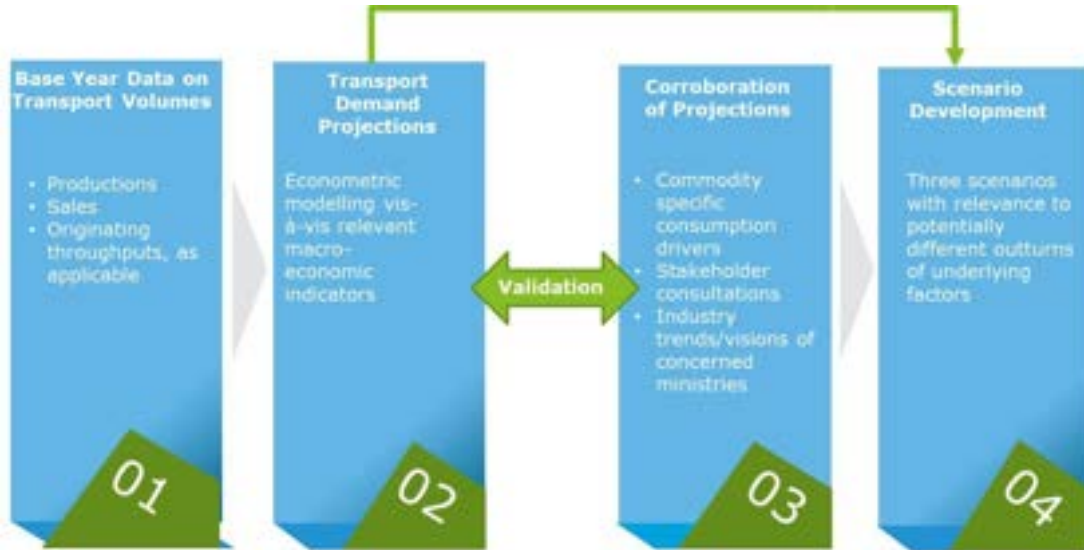 Base Year Data on
Transport Volumes
• Productions
• Sales
• Originating
throughputs, as
applicable
01
Transport
Demand
Projections
Econometric
modelling vis-
à-vis relevant
macro-
economic
indicators
02
Validation
Corroboration
of Projections
• Commodity
specific
consumption
drivers
• Stakeholder
consultations
• Industry
trends/visions of
concerned
ministries
03
Scenario
Development
Three scenarios
with relevance to
potentially
different outturns
of underlying
factors
04